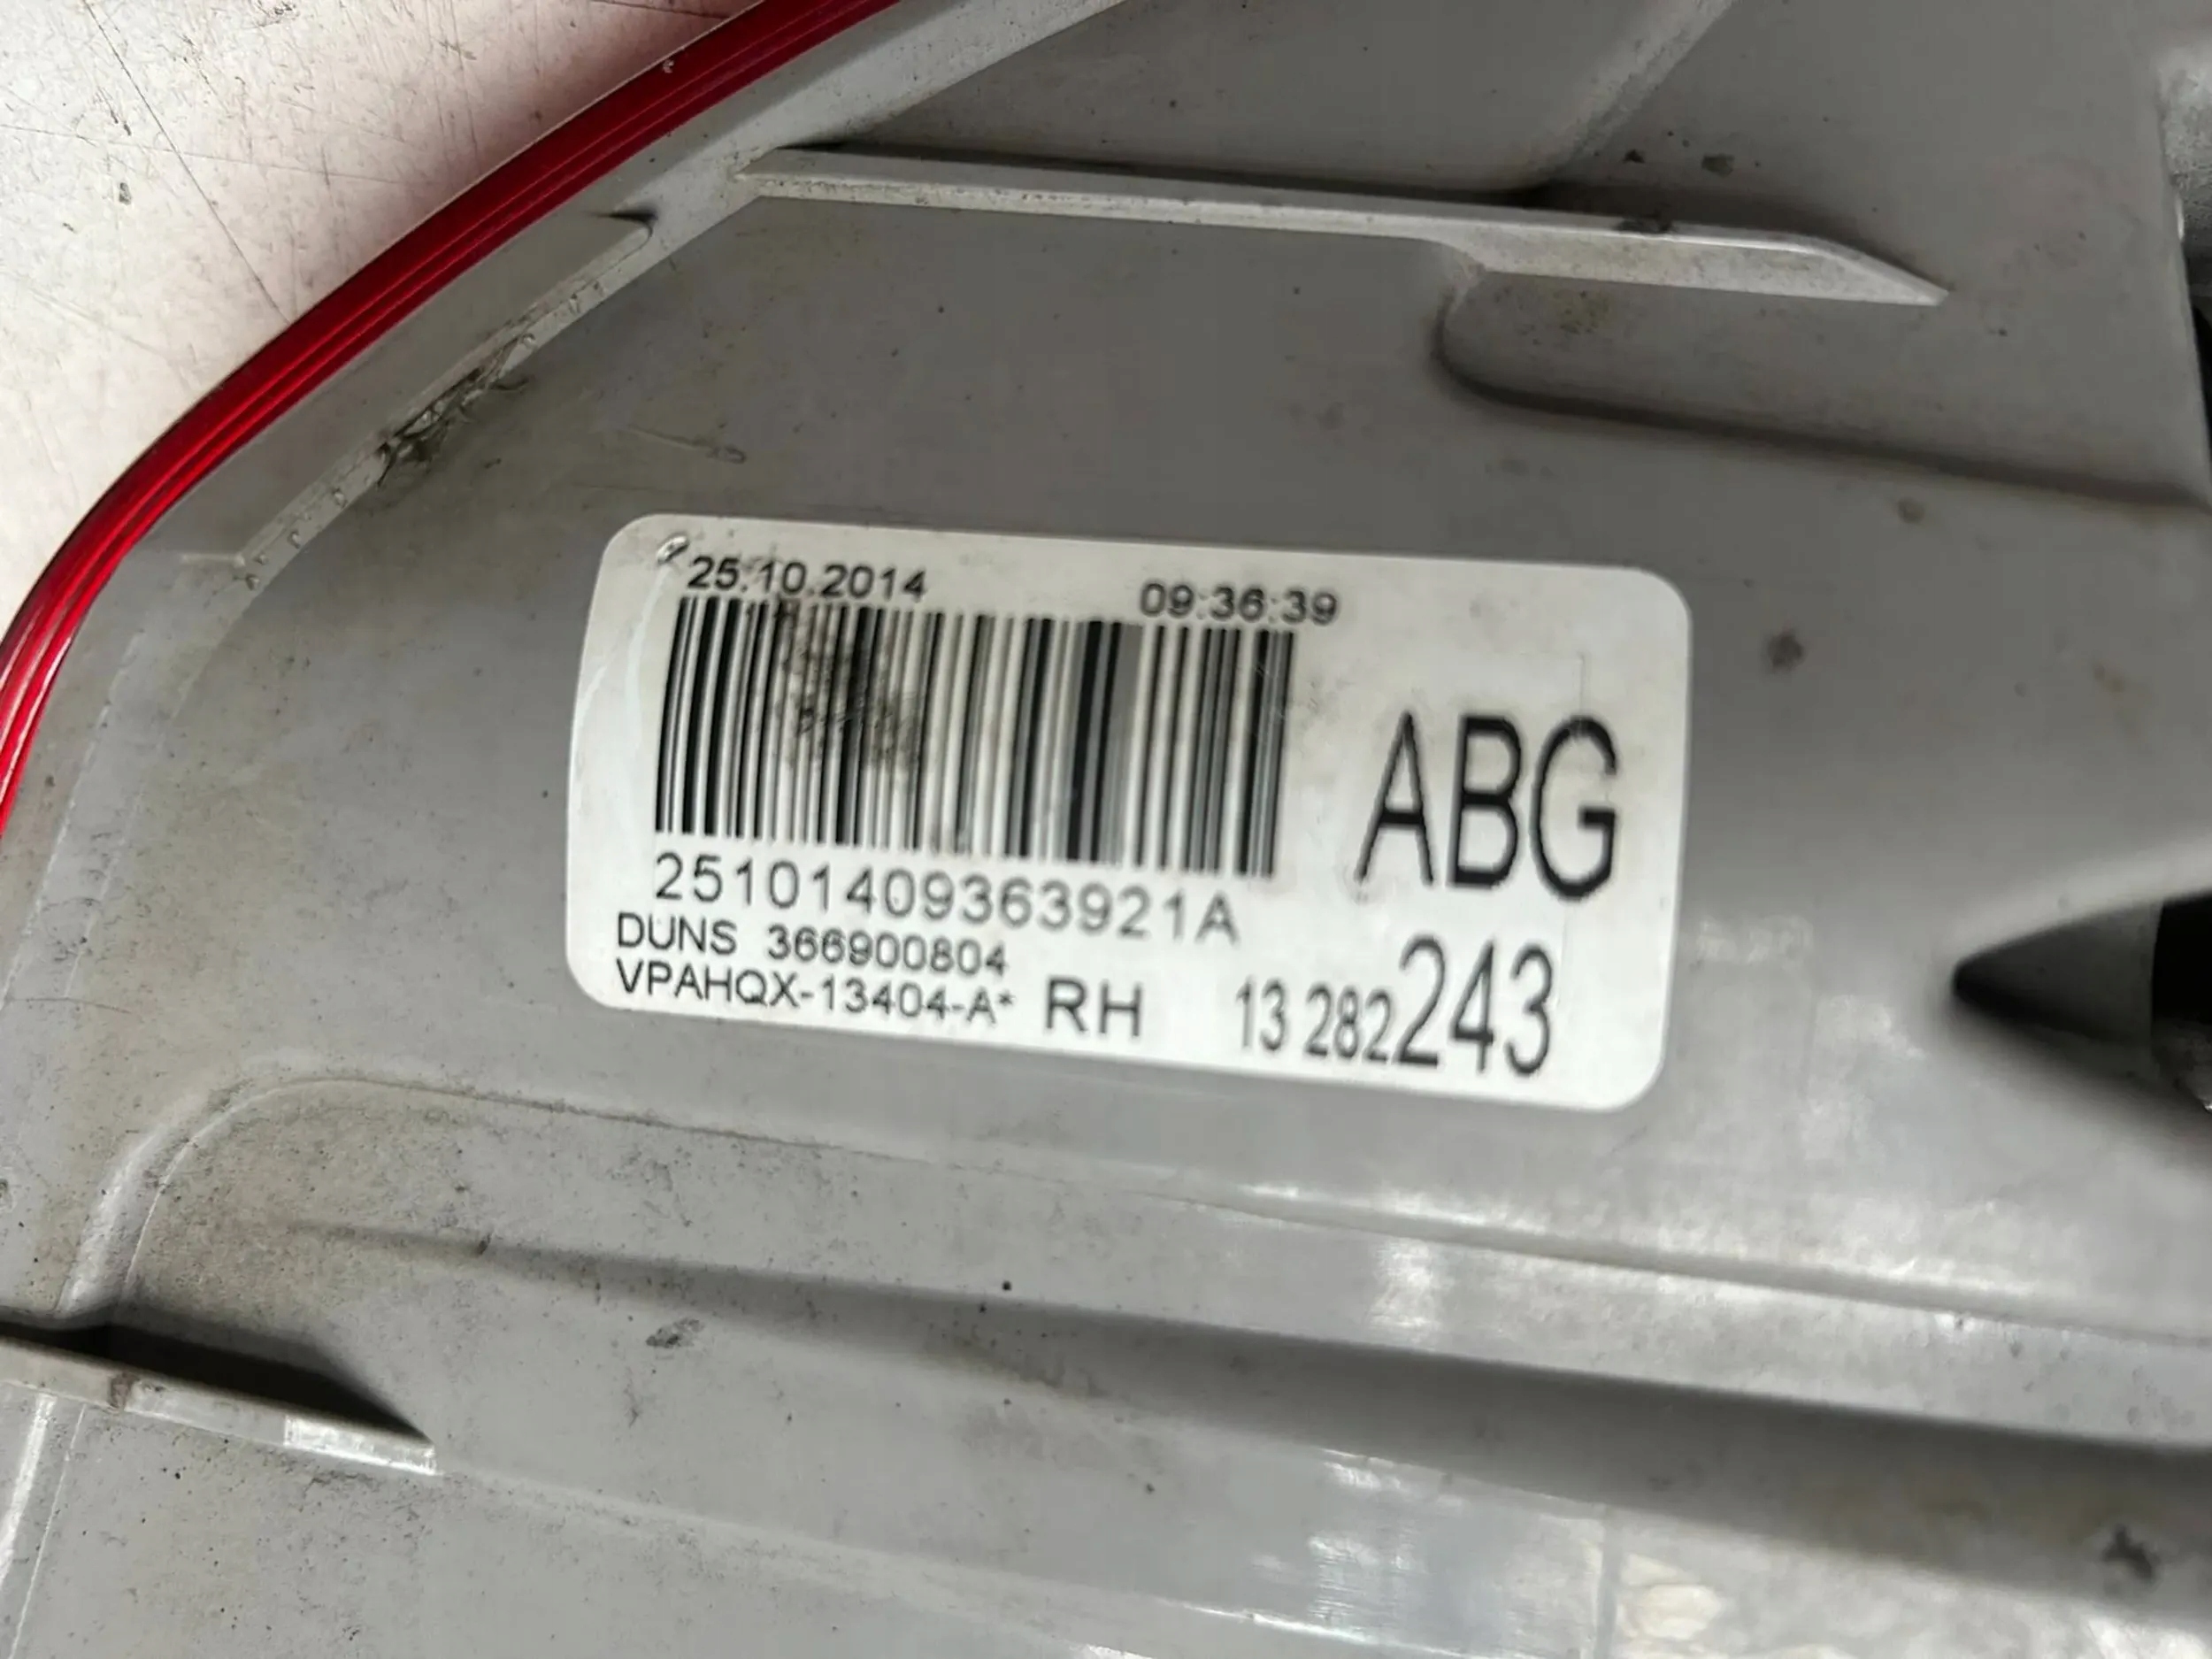 25.10.2014 09:36:39
ABG
25101409363921A
DUNS 366900804
VPAHQX-13404-A* RH 13 282 243